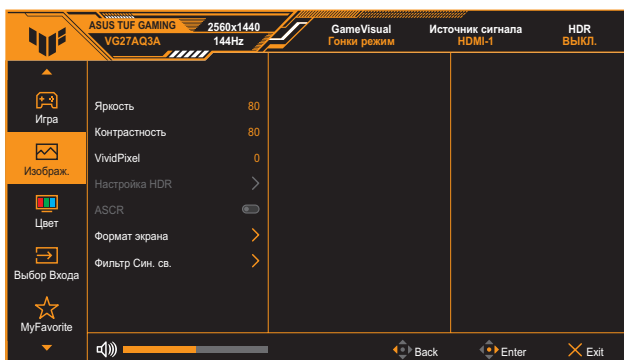 ASUS TUF GAMING
VG27AQ3A
2560x1440
144Hz
GameVisual
Гонки режим
Источник сигнала
HDMI-1
HDR
ВЫКЛ.
Игра
Изображ.
Цвет
Выбор Входа
MyFavorite
Яркость 80
Контрастность 80
VividPixel 0
Настройка HDR
ASCR
Формат экрана
Фильтр Син. св.
Back
Enter
Exit